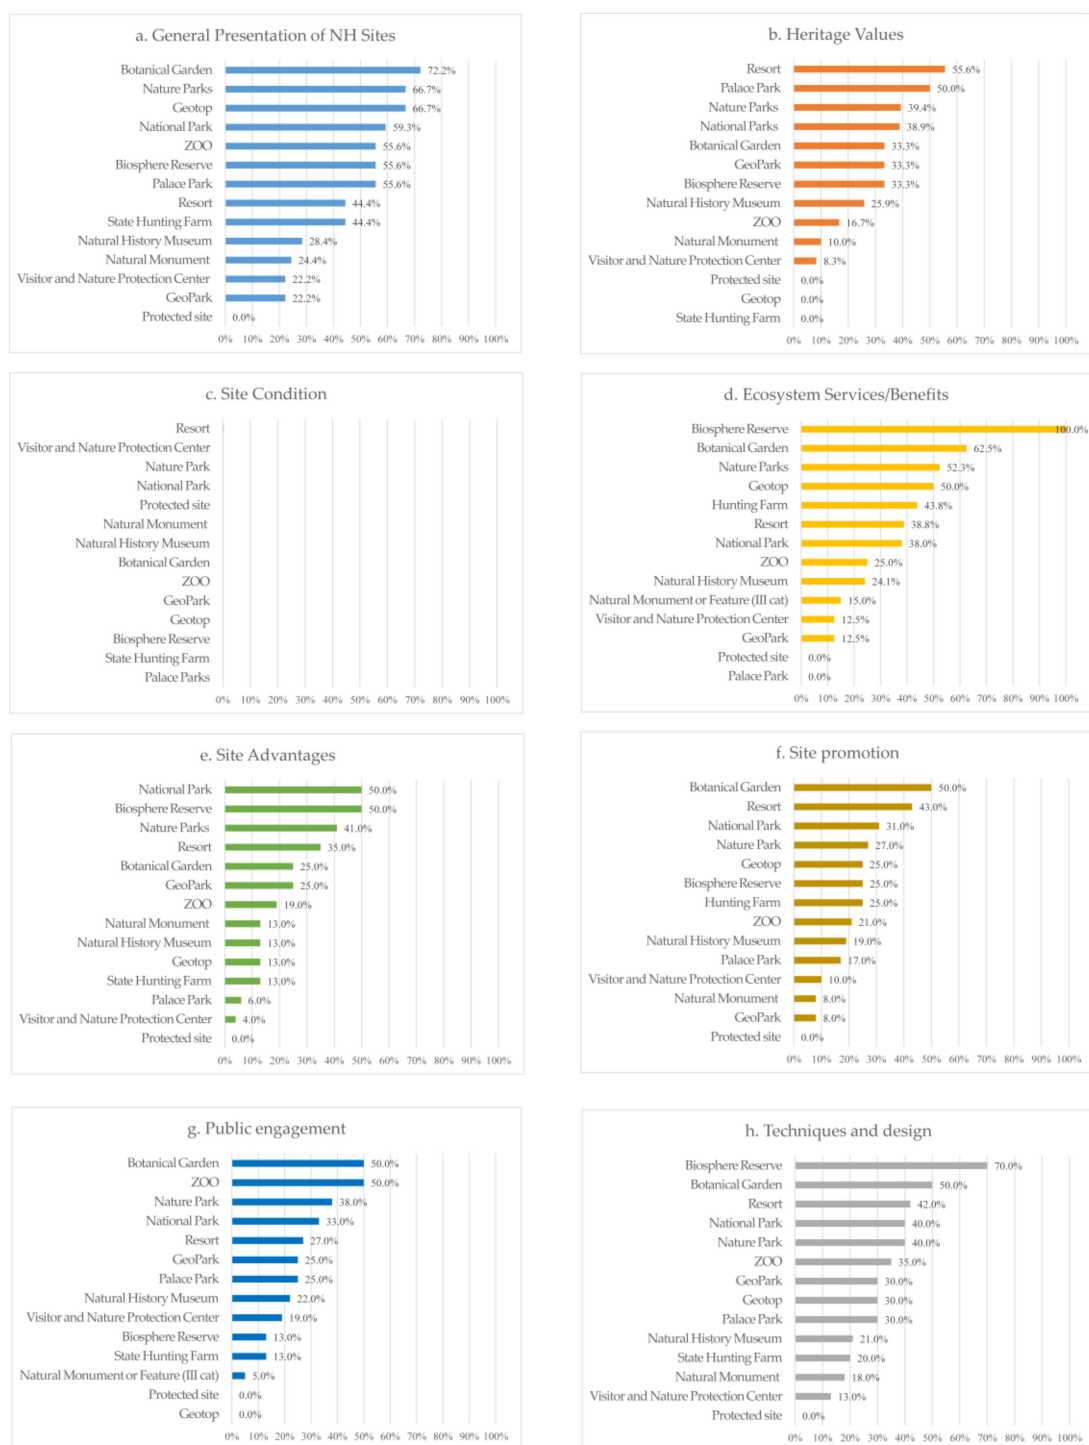 a. General Presentation of NH Sites
Botanical Garden 72.2%
Nature Parks 66.7%
Geotop 66.7%
National Park 59.3%
ZOO 55.6%
Biosphere Reserve 55.6%
Palace Park 55.6%
Resort 44.4%
State Hunting Farm 44.4%
Natural History Museum 28.4%
Natural Monument 24.4%
Visitor and Nature Protection Center 22.2%
GeoPark 22.2%
Protected site 0.0%
0% 10% 20% 30% 40% 50% 60% 70% 80% 90% 100%
b. Heritage Values
Resort 55.6%
Palace Park 50.0%
Nature Parks 39.4%
National Parks 38.9%
Botanical Garden 33.3%
GeoPark 33.3%
Biosphere Reserve 33.3%
Natural History Museum 25.9%
ZOO 16.7%
Natural Monument 10.0%
Visitor and Nature Protection Center 8.3%
Protected site 0.0%
Geotop 0.0%
State Hunting Farm 0.0%
0% 10% 20% 30% 40% 50% 60% 70% 80% 90% 100%
c. Site Condition
Resort
Visitor and Nature Protection Center
Nature Park
National Park
Protected site
Natural Monument
Natural History Museum
Botanical Garden
ZOO
GeoPark
Geotop
Biosphere Reserve
State Hunting Farm
Palace Parks
0% 10% 20% 30% 40% 50% 60% 70% 80% 90% 100%
d. Ecosystem Services/Benefits
Biosphere Reserve 100.0%
Botanical Garden 62.5%
Nature Parks 52.3%
Geotop 50.0%
Hunting Farm 43.8%
Resort 38.8%
National Park 38.0%
ZOO 25.0%
Natural History Museum 24.1%
Natural Monument or Feature (III cat) 15.0%
Visitor and Nature Protection Center 12.5%
GeoPark 12.5%
Protected site 0.0%
Palace Park 0.0%
0% 10% 20% 30% 40% 50% 60% 70% 80% 90% 100%
e. Site Advantages
National Park 50.0%
Biosphere Reserve 50.0%
Nature Parks 41.0%
Resort 35.0%
Botanical Garden 25.0%
GeoPark 25.0%
ZOO 19.0%
Natural Monument 13.0%
Natural History Museum 13.0%
Geotop 13.0%
State Hunting Farm 13.0%
Palace Park 6.0%
Visitor and Nature Protection Center 4.0%
Protected site 0.0%
0% 10% 20% 30% 40% 50% 60% 70% 80% 90% 100%
f. Site promotion
Botanical Garden 50.0%
Resort 43.0%
National Park 31.0%
Nature Park 27.0%
Geotop 25.0%
Biosphere Reserve 25.0%
Hunting Farm 25.0%
ZOO 21.0%
Natural History Museum 19.0%
Palace Park 17.0%
Visitor and Nature Protection Center 10.0%
Natural Monument 8.0%
GeoPark 8.0%
Protected site 0.0%
0% 10% 20% 30% 40% 50% 60% 70% 80% 90% 100%
g. Public engagement
Botanical Garden 50.0%
ZOO 50.0%
Nature Park 38.0%
National Park 33.0%
Resort 27.0%
GeoPark 25.0%
Palace Park 25.0%
Natural History Museum 22.0%
Visitor and Nature Protection Center 19.0%
Biosphere Reserve 13.0%
State Hunting Farm 13.0%
Natural Monument or Feature (III cat) 5.0%
Protected site 0.0%
Geotop 0.0%
0% 10% 20% 30% 40% 50% 60% 70% 80% 90% 100%
h. Techniques and design
Biosphere Reserve 70.0%
Botanical Garden 50.0%
Resort 42.0%
National Park 40.0%
Nature Park 40.0%
ZOO 35.0%
GeoPark 30.0%
Geotop 30.0%
Palace Park 30.0%
Natural History Museum 21.0%
State Hunting Farm 20.0%
Natural Monument 18.0%
Visitor and Nature Protection Center 13.0%
Protected site 0.0%
0% 10% 20% 30% 40% 50% 60% 70% 80% 90% 100%